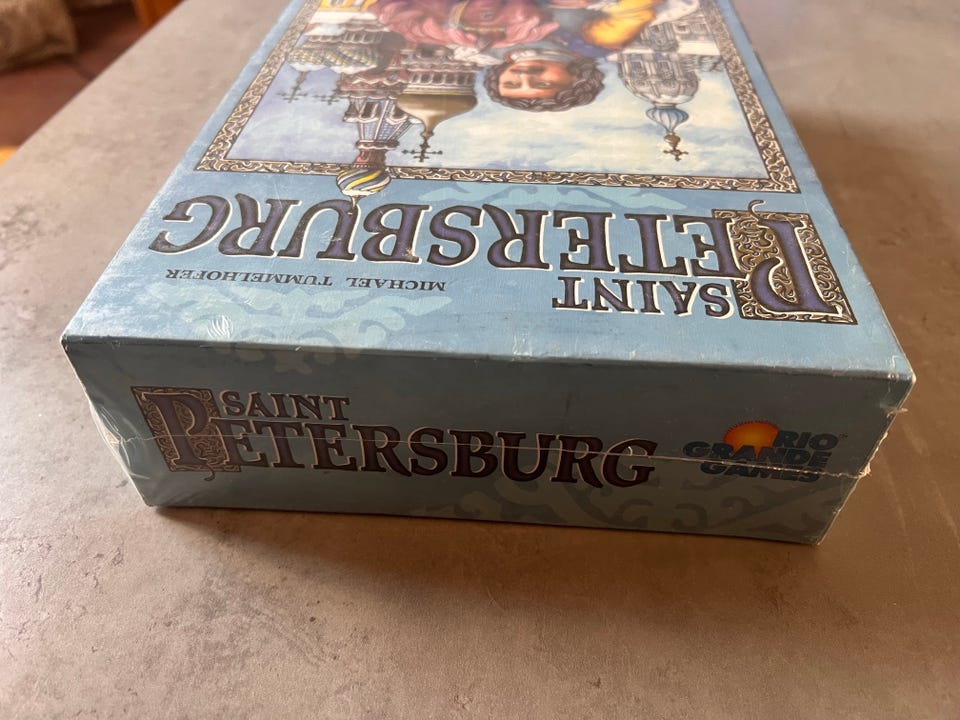 SAINT
PETERSBURG
MICHAEL TUMMELHOFER
SAINT
PETERSBURG
RIO
GRANDE
GAMES